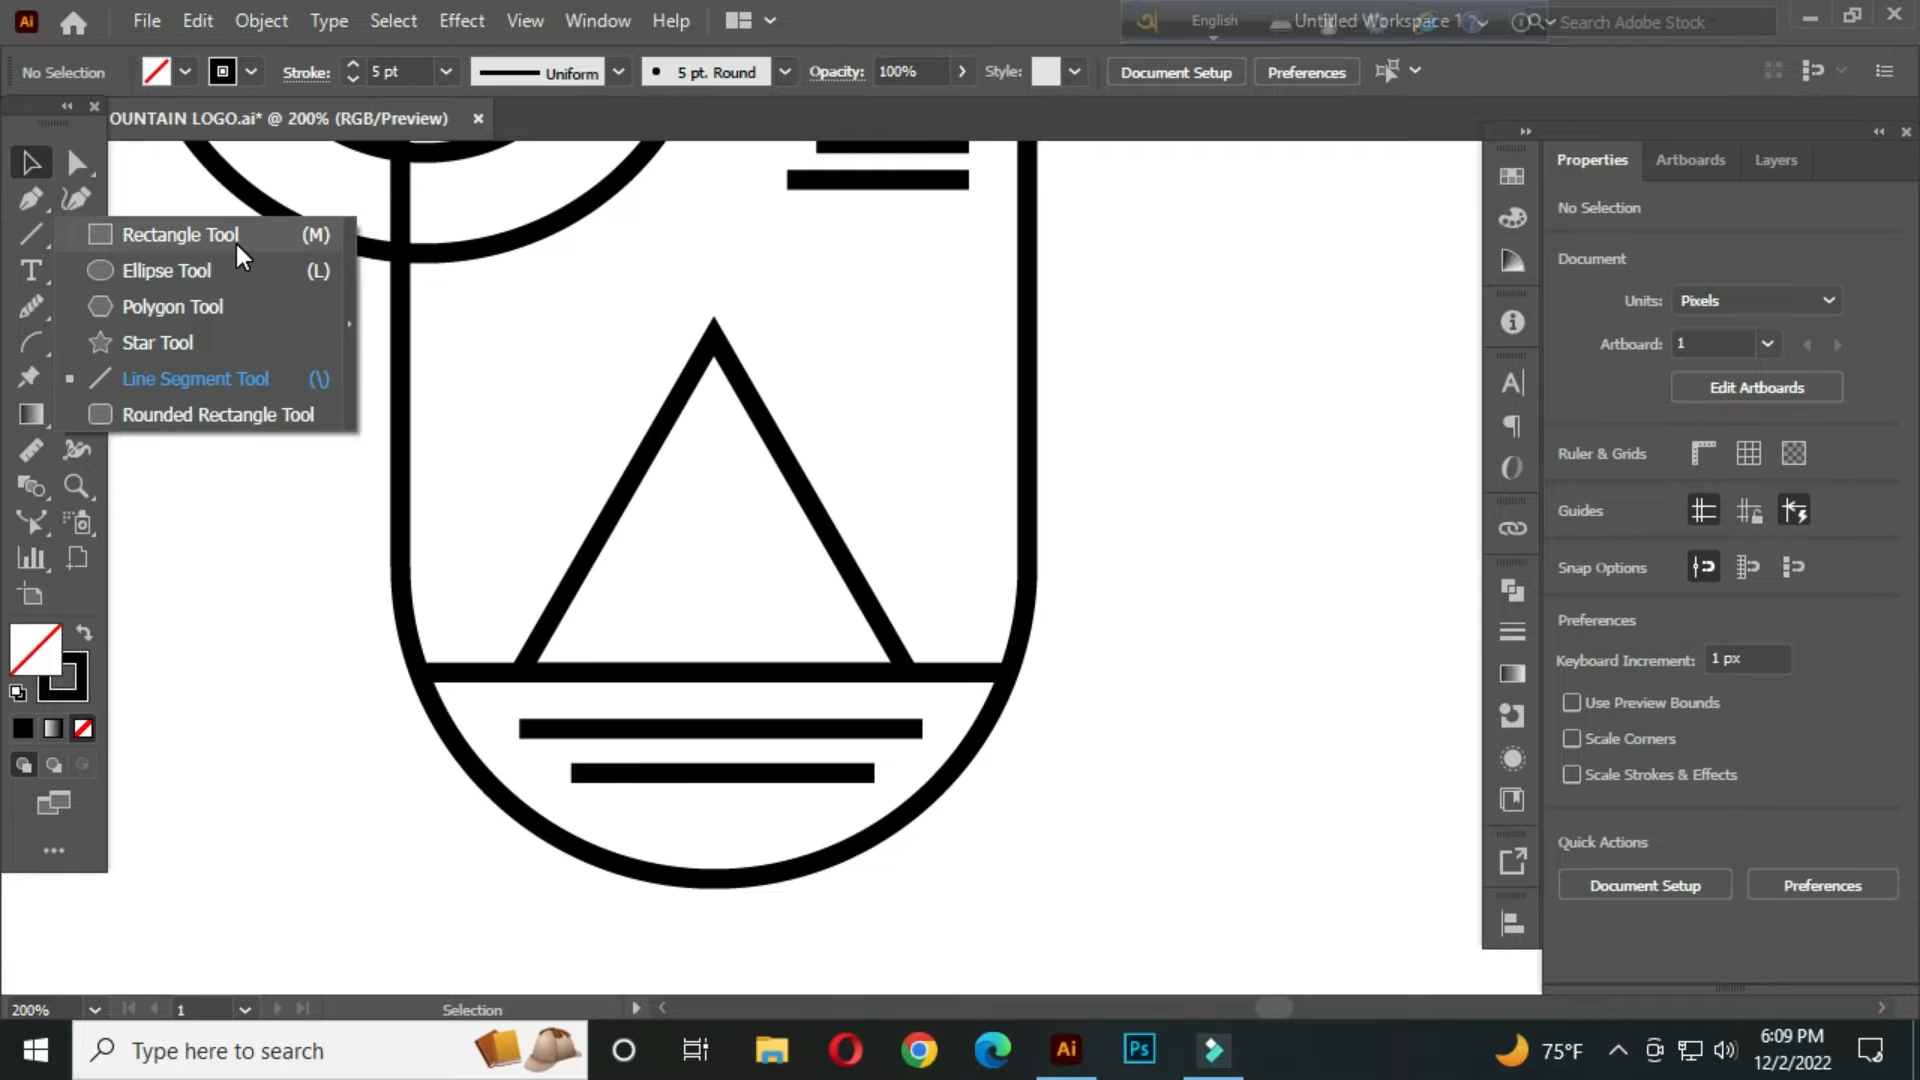 Ai File Edit Object Type Select Effect View Window Help অ English Untitled Workspace 1 Search Adobe Stock
No Selection Stroke: 5 pt Uniform 5 pt. Round Opacity: 100% Style: Document Setup Preferences
OUNTAIN LOGO.ai* @ 200% (RGB/Preview)
Properties Artboards Layers
No Selection
Rectangle Tool (M)
Ellipse Tool (L)
Polygon Tool
Star Tool
Line Segment Tool (\)
Rounded Rectangle Tool
Document
Units: Pixels
Artboard: 1
Edit Artboards
Ruler & Grids
Guides
Snap Options
Preferences
Keyboard Increment: 1 px
Use Preview Bounds
Scale Corners
Scale Strokes & Effects
Quick Actions
Document Setup Preferences
200% 1 Selection
Type here to search Ai Ps 75°F 6:09 PM
12/2/2022